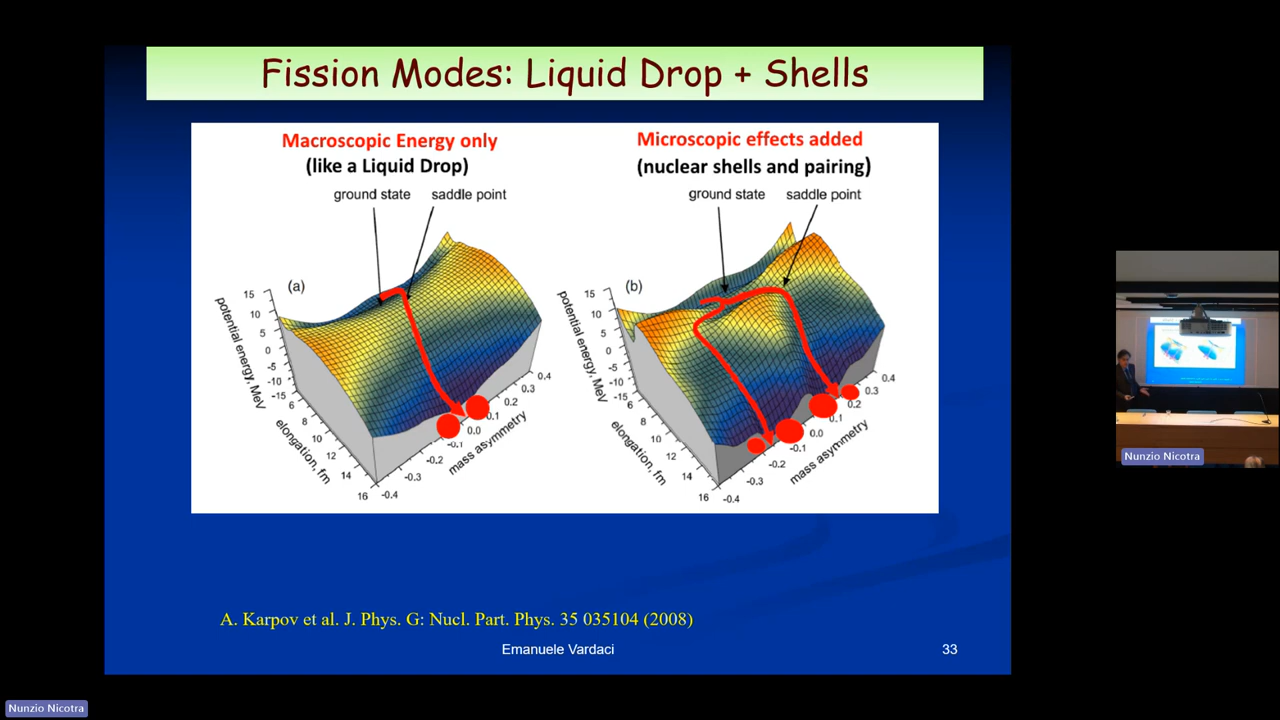 Fission Modes: Liquid Drop + Shells
Macroscopic Energy only
(like a Liquid Drop)
ground state
saddle point
(a)
potential energy, MeV
15
10
5
0
-5
-10
-15
6
8
10
12
14
16
elongation, fm
-0.4
-0.3
-0.2
-0.1
0.0
0.1
0.2
0.3
0.4
mass asymmetry
Microscopic effects added
(nuclear shells and pairing)
ground state
saddle point
(b)
potential energy, MeV
15
10
5
0
-5
-10
-15
6
8
10
12
14
16
elongation, fm
-0.4
-0.3
-0.2
-0.1
0.0
0.1
0.2
0.3
0.4
mass asymmetry
A. Karpov et al. J. Phys. G: Nucl. Part. Phys. 35 035104 (2008)
Emanuele Vardaci
33
Nunzio Nicotra
Nunzio Nicotra